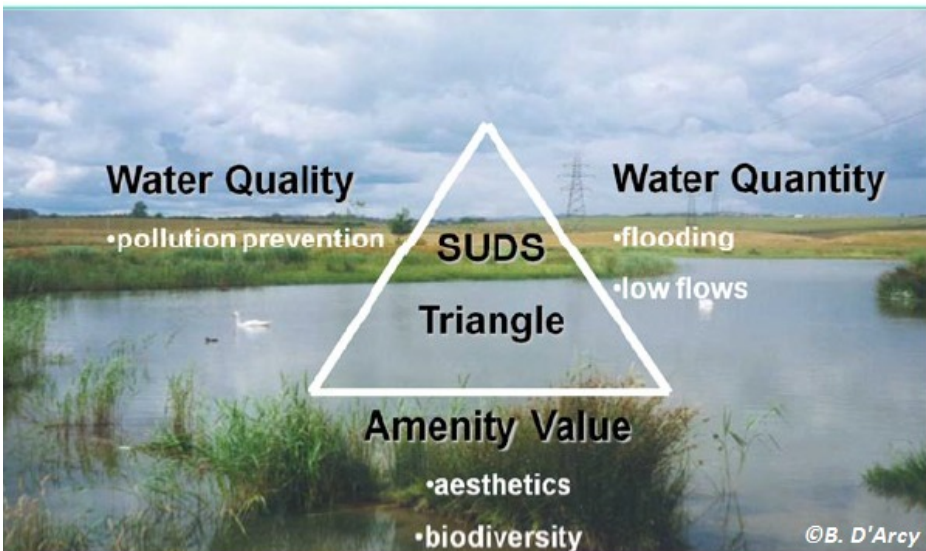 Water Quality
•pollution prevention
Water Quantity
•flooding
•low flows
SUDS
Triangle
Amenity Value
•aesthetics
•biodiversity
©B. D'Arcy